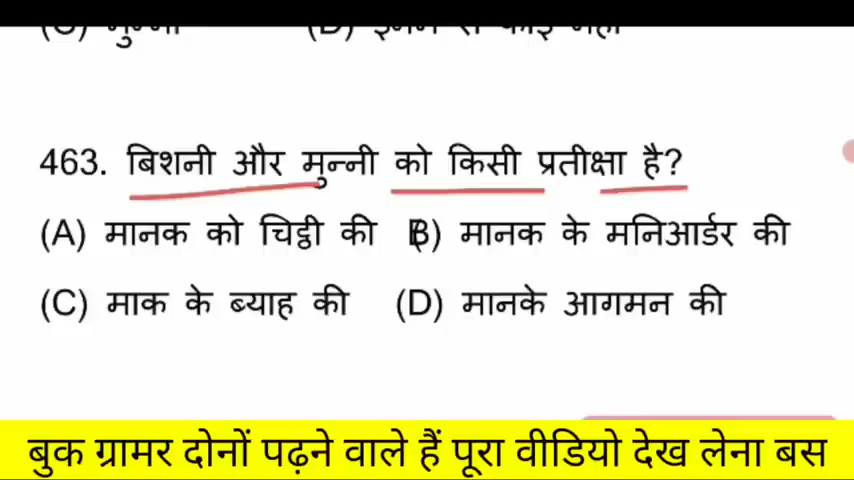 463. बिशनी और मुन्नी को किसी प्रतीक्षा है?
(A) मानक को चिट्ठी की (B) मानक के मनिआर्डर की
(C) माक के ब्याह की (D) मानके आगमन की
बुक ग्रामर दोनों पढ़ने वाले हैं पूरा वीडियो देख लेना बस